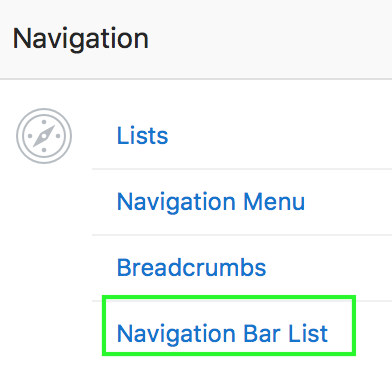 Navigation
Lists
Navigation Menu
Breadcrumbs
Navigation Bar List